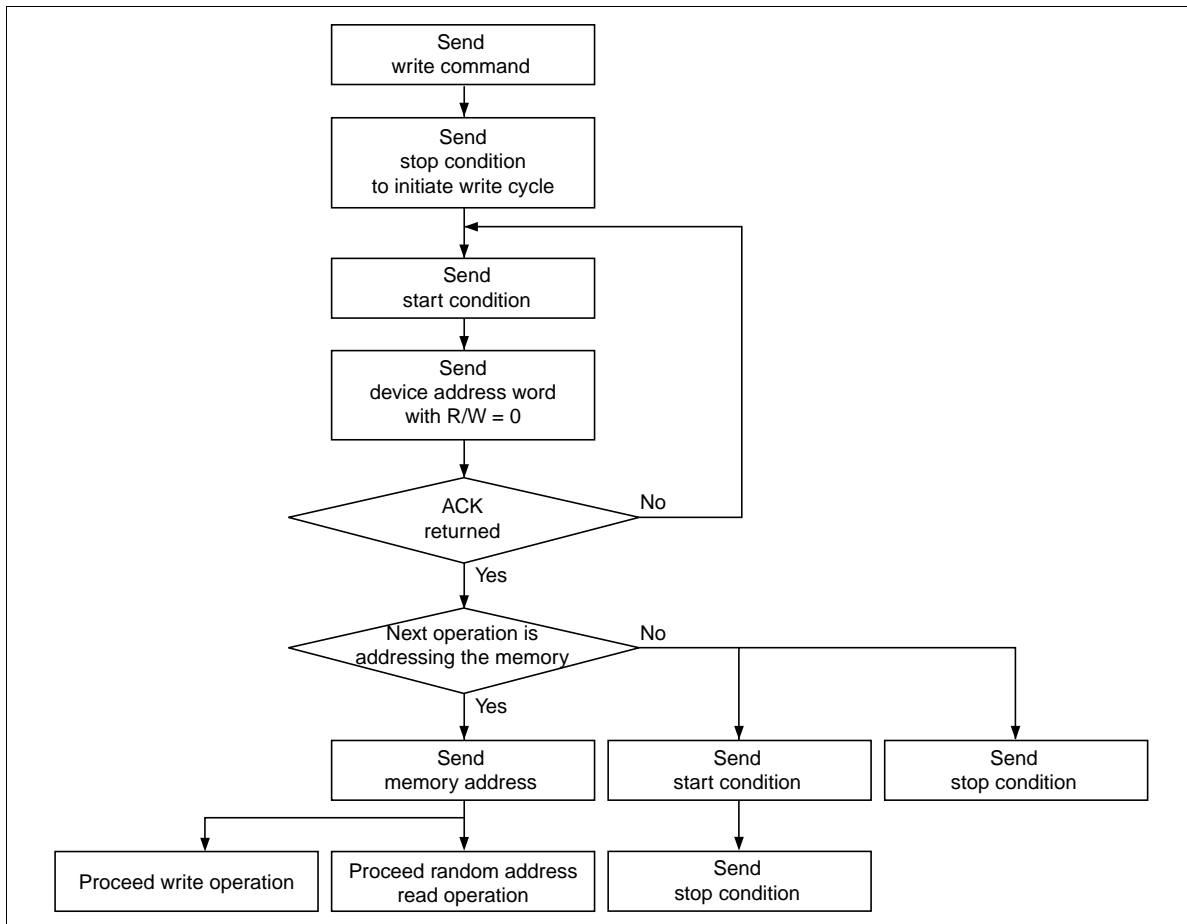 Send
write command
Send
stop condition
to initiate write cycle
Send
start condition
Send
device address word
with R/W = 0
ACK
returned
No
Yes
Next operation is
addressing the memory
No
Yes
Send
memory address
Send
start condition
Send
stop condition
Proceed write operation
Proceed random address
read operation
Send
stop condition